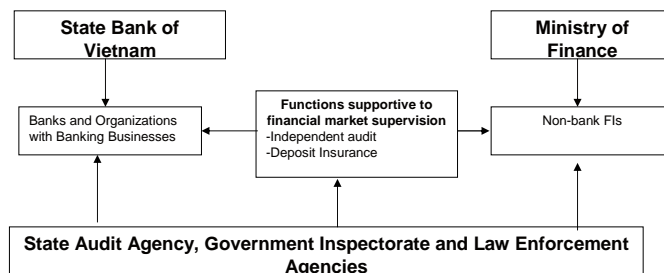 State Bank of
Vietnam
Ministry of
Finance
Banks and Organizations
with Banking Businesses
Functions supportive to
financial market supervision
-Independent audit
-Deposit Insurance
Non-bank FIs
State Audit Agency, Government Inspectorate and Law Enforcement
Agencies